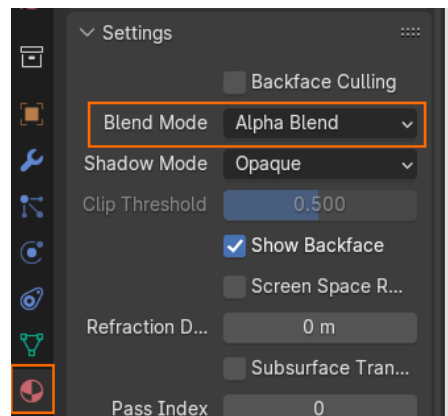 Settings
Backface Culling
Blend Mode Alpha Blend
Shadow Mode Opaque
Clip Threshold 0.500
Show Backface
Screen Space R...
Refraction D... 0 m
Subsurface Tran...
Pass Index 0